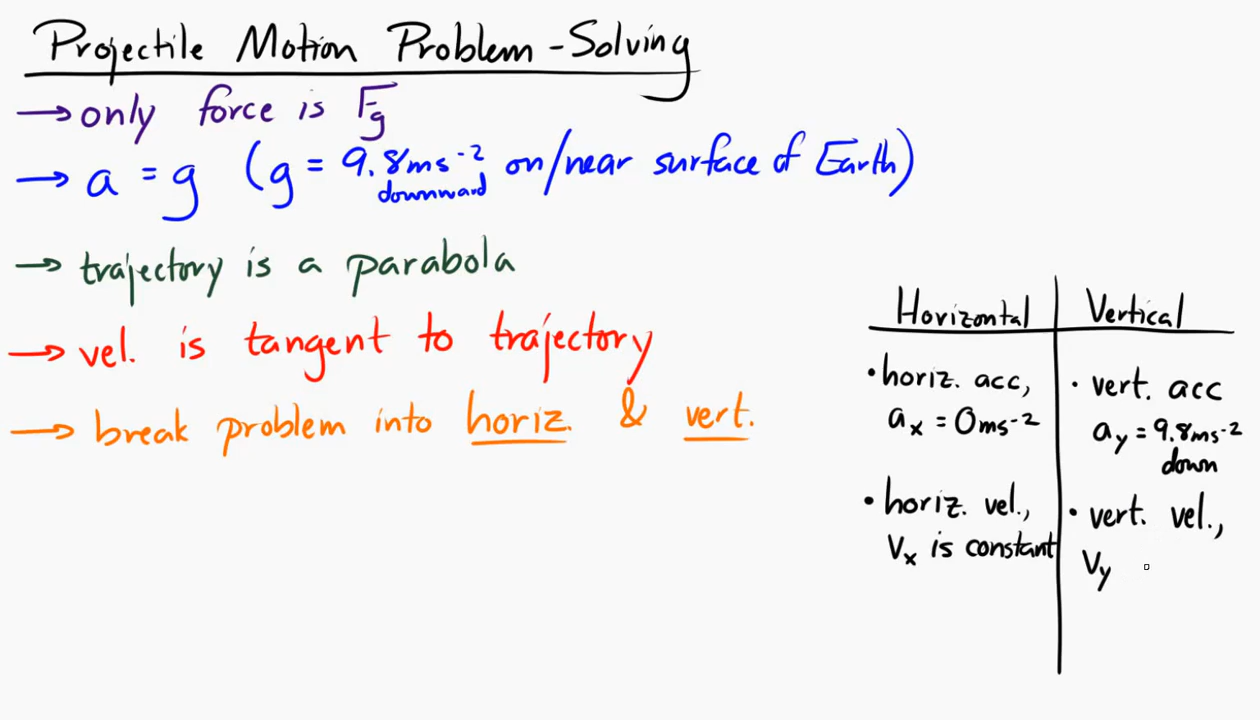 Projectile Motion Problem-Solving
→ only force is Fg
→ a = g (g = 9.8ms⁻² downward on/near surface of Earth)
→ trajectory is a parabola
→ vel. is tangent to trajectory
→ break problem into horiz. & vert.
Horizontal
• horiz. acc,
ax = 0ms⁻²
• horiz. vel.,
Vx is constant
Vertical
• vert. acc
ay = 9.8ms⁻²
down
• vert. vel.,
Vy